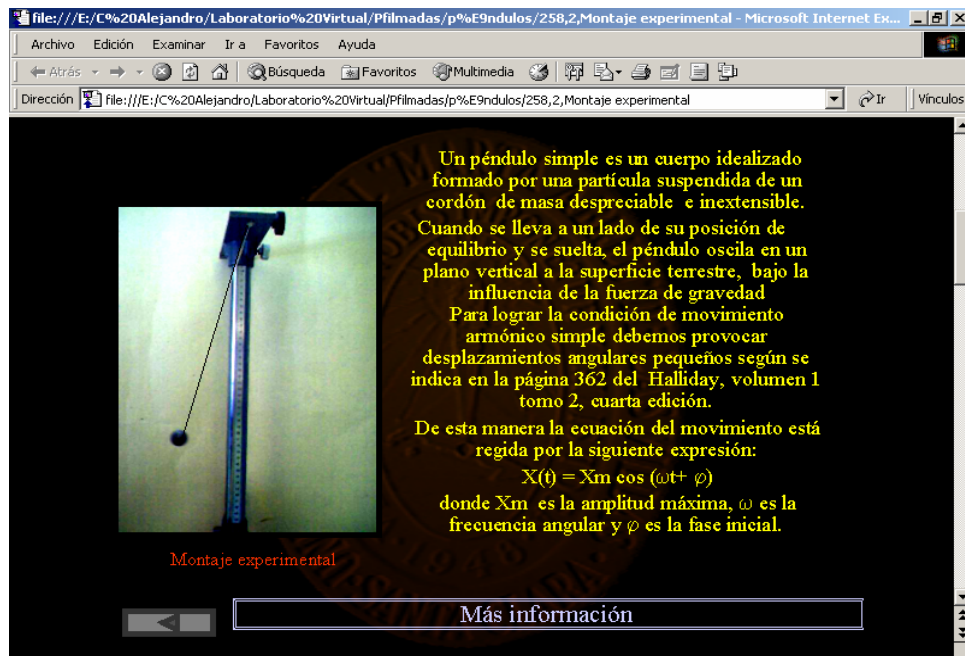 file:///E:/C%20Alejandro/Laboratorio%20Virtual/Pfilmadas/p%E9ndulos/258,2,Montaje experimental - Microsoft Internet Ex...
Archivo Edición Examinar Ir a Favoritos Ayuda
Atrás Búsqueda Favoritos Multimedia
Dirección file:///E:/C%20Alejandro/Laboratorio%20Virtual/Pfilmadas/p%E9ndulos/258,2,Montaje experimental Ir Vínculos
Un péndulo simple es un cuerpo idealizado
formado por una partícula suspendida de un
cordón de masa despreciable e inextensible.
Cuando se lleva a un lado de su posición de
equilibrio y se suelta, el péndulo oscila en un
plano vertical a la superficie terrestre, bajo la
influencia de la fuerza de gravedad
Para lograr la condición de movimiento
armónico simple debemos provocar
desplazamientos angulares pequeños según se
indica en la página 362 del Halliday, volumen 1
tomo 2, cuarta edición.
De esta manera la ecuación del movimiento está
regida por la siguiente expresión:
X(t) = Xm cos (ωt+ φ)
donde Xm es la amplitud máxima, ω es la
frecuencia angular y φ es la fase inicial.
Montaje experimental
Más información